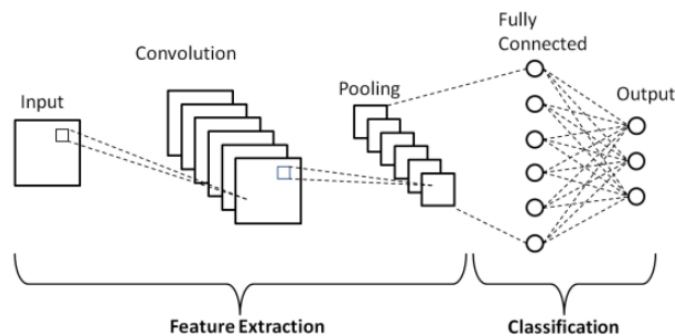 Input
Convolution
Pooling
Fully
Connected
Output
Feature Extraction
Classification